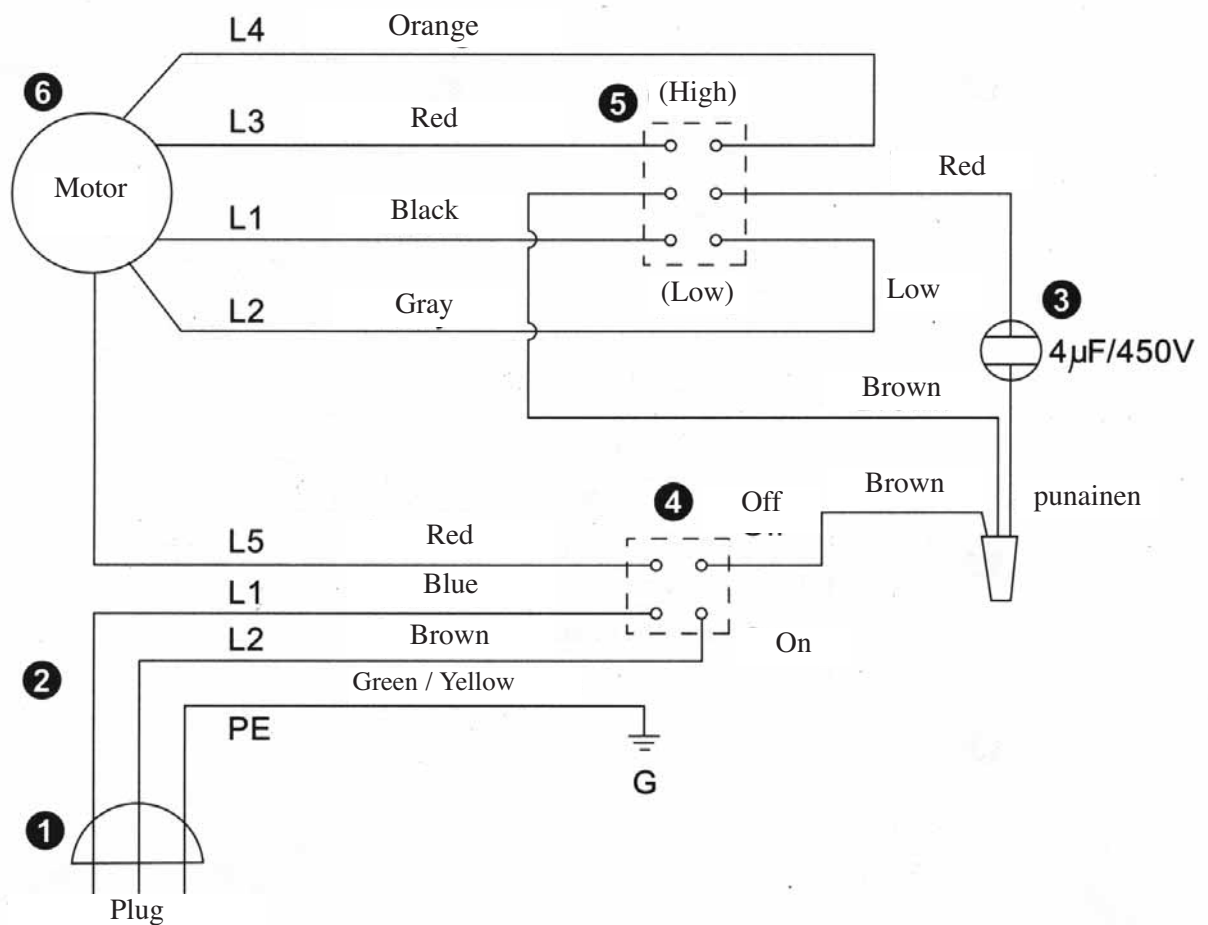 L4 Orange
6
5 (High)
L3 Red
Red
Motor
L1 Black
(Low)
L2 Gray
Low
3
4µF/450V
Brown
4 Off
Brown
punainen
L5 Red
L1 Blue
L2 Brown
On
2
Green / Yellow
PE
G
1
Plug